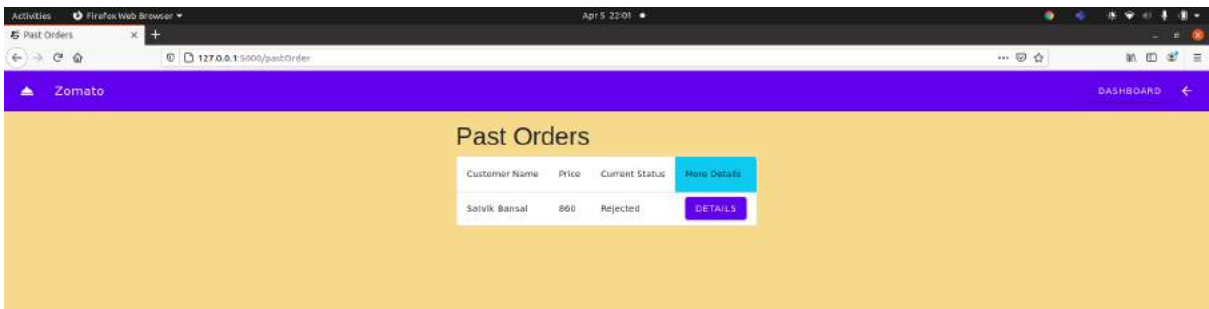 Activities Firefox Web Browser Apr 5 22:01
Past Orders
127.0.0.1:5000/pastOrder
Zomato DASHBOARD
Past Orders
Customer Name Price Current Status More Details
Satvik Bansal 860 Rejected DETAILS